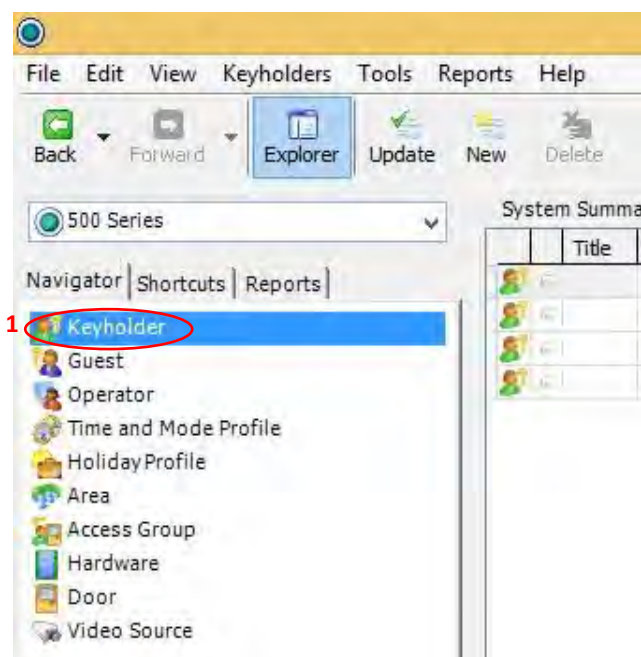 File Edit View Keyholders Tools Reports Help
Back Forward Explorer Update New Delete
500 Series
System Summa
Title
Navigator Shortcuts Reports
1 Keyholder
Guest
Operator
Time and Mode Profile
Holiday Profile
Area
Access Group
Hardware
Door
Video Source